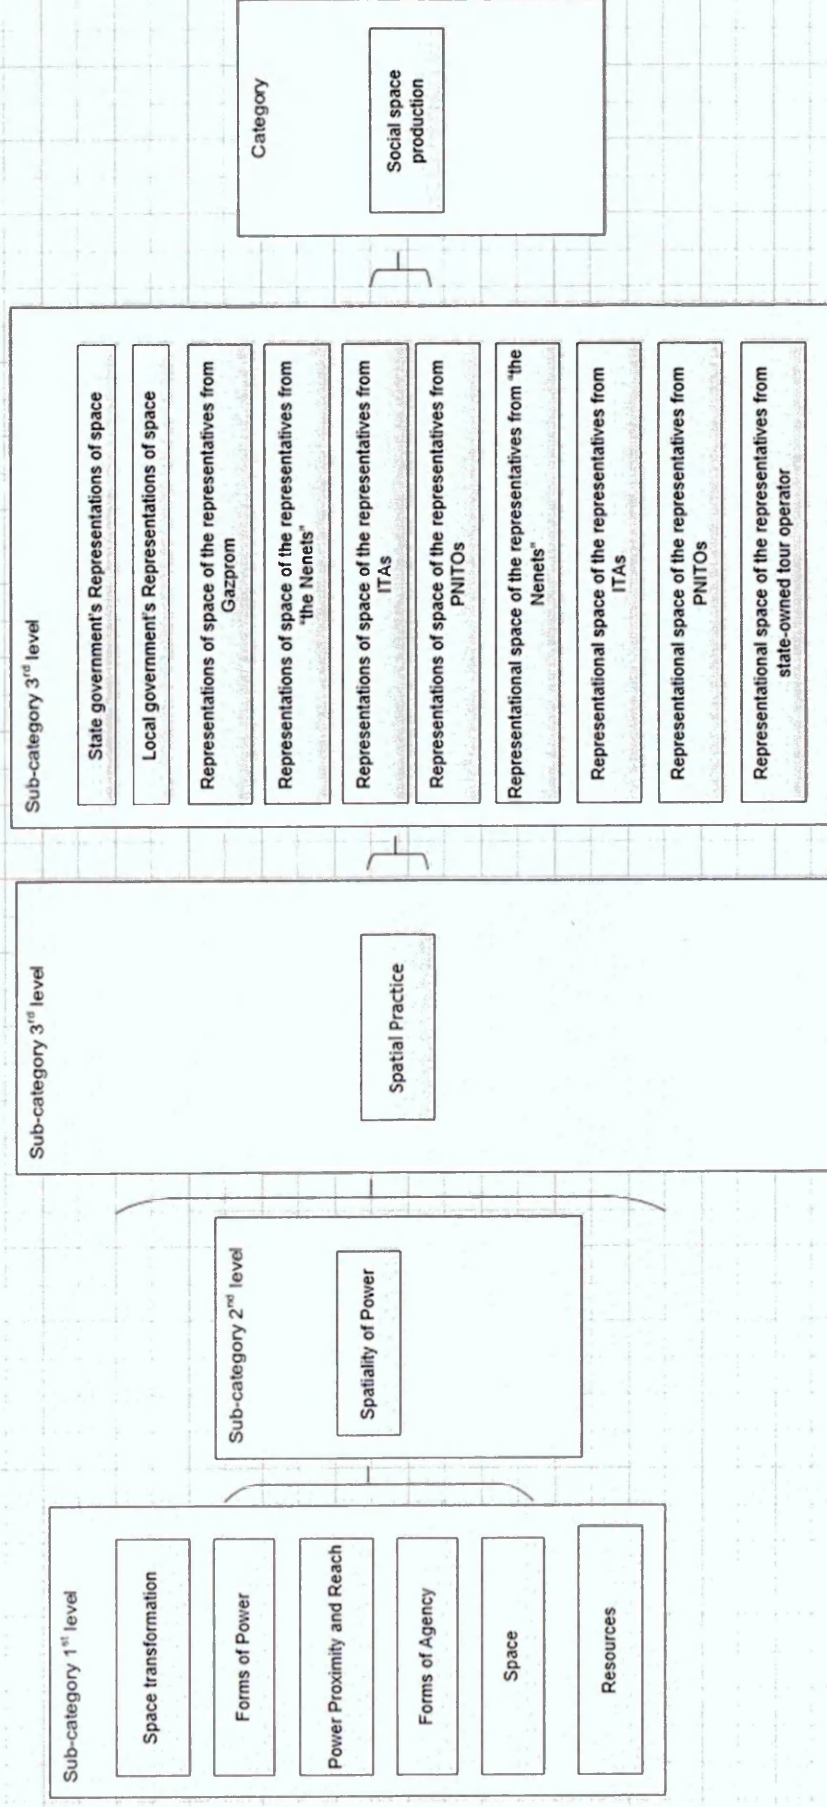 Sub-category 1st level
Space transformation
Forms of Power
Power Proximity and Reach
Forms of Agency
Space
Resources
Sub-category 2nd level
Spatiality of Power
Sub-category 3rd level
Spatial Practice
Sub-category 3rd level
State government's Representations of space
Local government's Representations of space
Representations of space of the representatives from
Gazprom
Representations of space of the representatives from
"the Nenets"
Representations of space of the representatives from
ITAs
Representations of space of the representatives from
PNITOs
Representational space of the representatives from "the
Nenets"
Representational space of the representatives from
ITAs
Representational space of the representatives from
PNITOs
Representational space of the representatives from
state-owned tour operator
Category
Social space
production